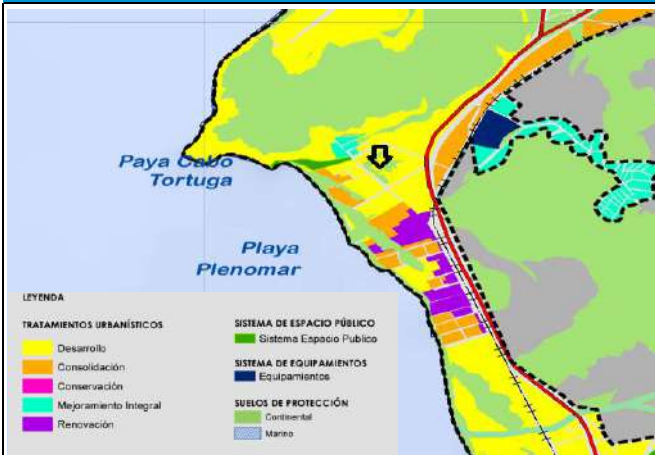 Paya Cabo
Tortuga
Playa
Plenomar
LEYENDA
TRATAMIENTOS URBANÍSTICOS
Desarrollo
Consolidación
Conservación
Mejoramiento Integral
Renovación
SISTEMA DE ESPACIO PÚBLICO
Sistema Espacio Publico
SISTEMA DE EQUIPAMIENTOS
Equipamientos
SUELOS DE PROTECCIÓN
Continental
Marino